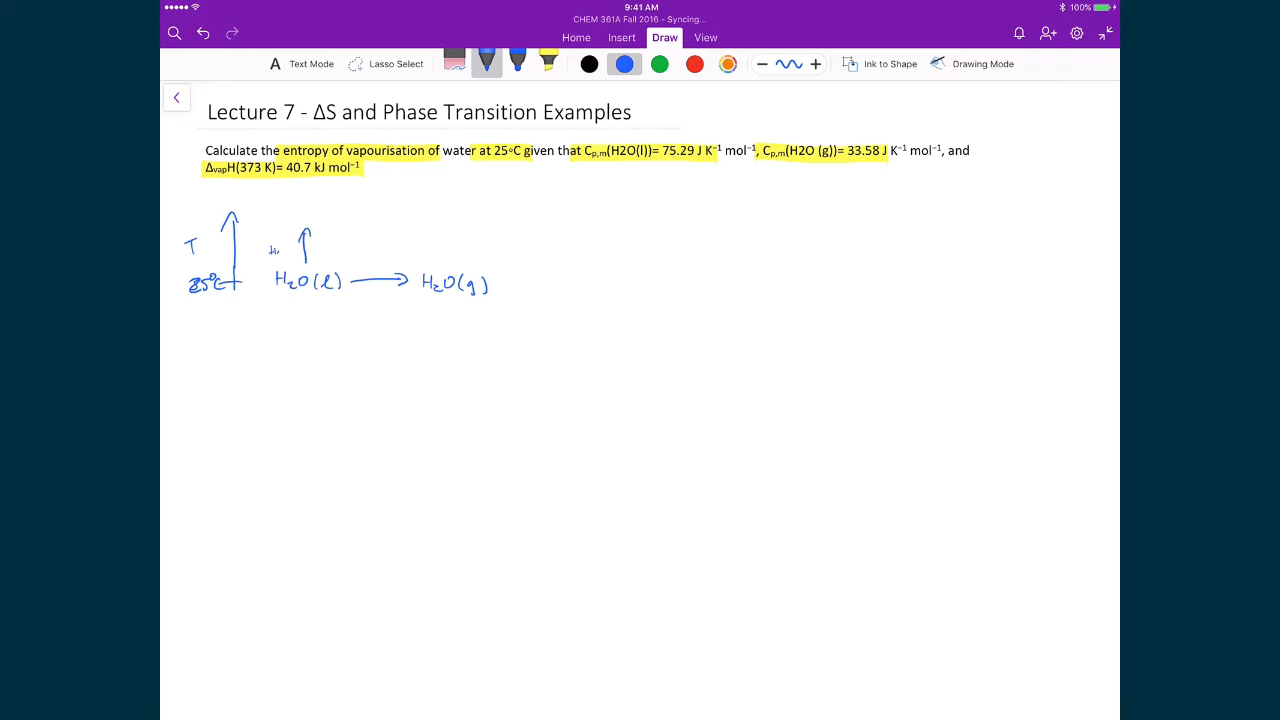 9:41 AM
100%
CHEM 361A Fall 2016 - Syncing...
Home Insert Draw View
A Text Mode Lasso Select Ink to Shape Drawing Mode
Lecture 7 - ΔS and Phase Transition Examples
Calculate the entropy of vapourisation of water at 25°C given that Cp,m(H2O(l))= 75.29 J K⁻¹ mol⁻¹, Cp,m(H2O (g))= 33.58 J K⁻¹ mol⁻¹, and
ΔvapH(373 K)= 40.7 kJ mol⁻¹
T
H
25°C H₂O(l) → H₂O(g)